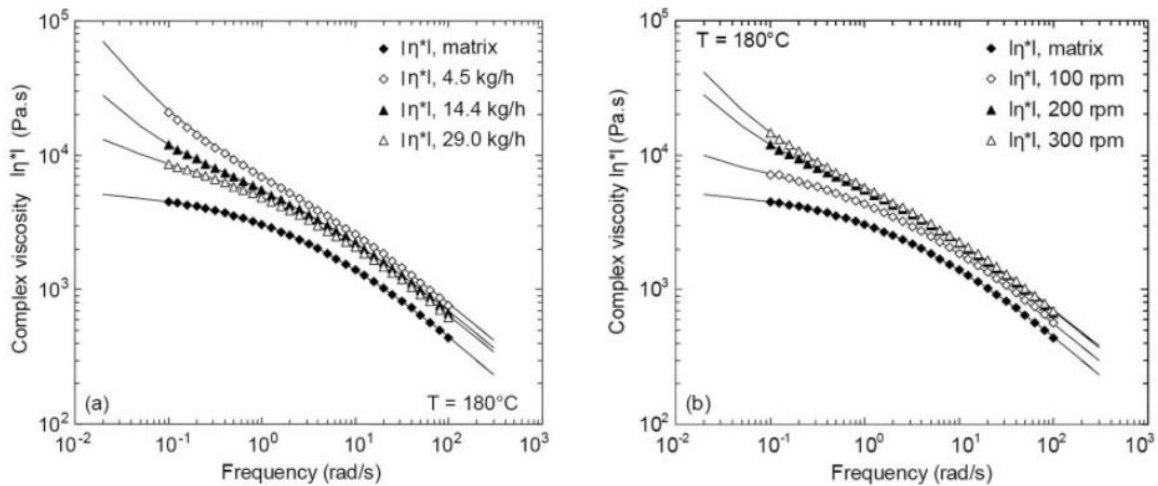 10^5
10^4
10^3
10^2
Complex viscosity |η*| (Pa.s)
|η*|, matrix
|η*|, 4.5 kg/h
|η*|, 14.4 kg/h
|η*|, 29.0 kg/h
(a)
T = 180°C
10^-2 10^-1 10^0 10^1 10^2 10^3
Frequency (rad/s)
10^5
10^4
10^3
10^2
Complex viscoity |η*| (Pa.s)
T = 180°C
|η*|, matrix
|η*|, 100 rpm
|η*|, 200 rpm
|η*|, 300 rpm
(b)
10^-2 10^-1 10^0 10^1 10^2 10^3
Frequency (rad/s)